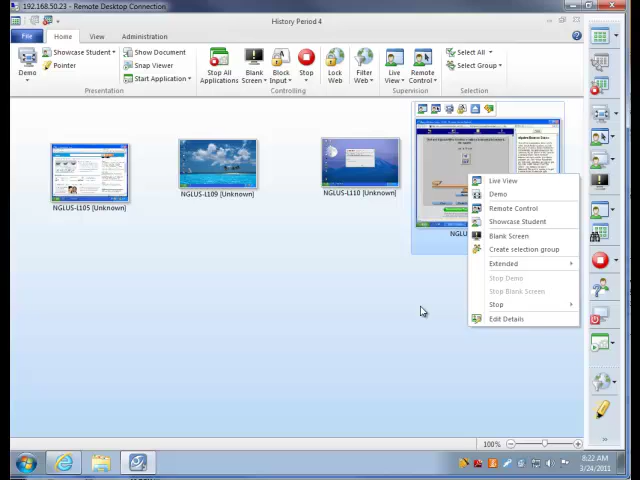 192.168.50.23 - Remote Desktop Connection
History Period 4
File Home View Administration
Demo
Showcase Student
Pointer
Show Document
Snap Viewer
Start Application
Presentation
Stop All Applications
Blank Screen
Block Input
Stop
Controlling
Lock Web
Filter Web
Live View
Remote Control
Supervision
Select All
Select Group
Selection
NGLUS-L105 [Unknown]
NGLUS-L109 [Unknown]
NGLUS-L110 [Unknown]
NGLU
Live View
Demo
Remote Control
Showcase Student
Blank Screen
Create selection group
Extended
Stop Demo
Stop Blank Screen
Stop
Edit Details
100%
8:22 AM
3/24/2011